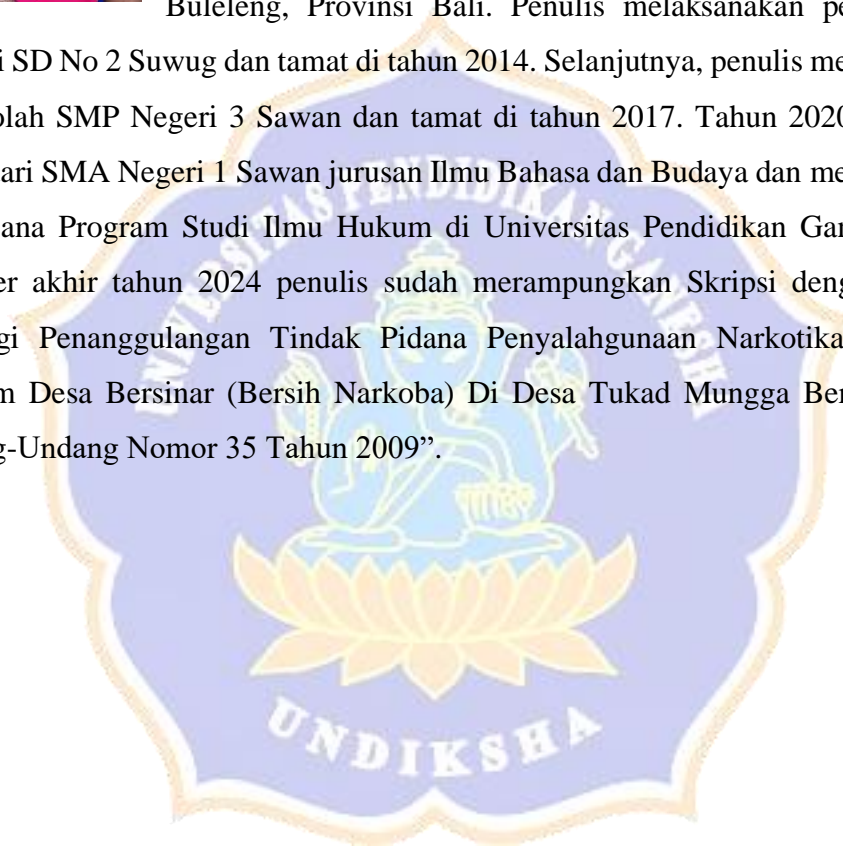 Buleleng, Provinsi Bali. Penulis melaksanakan pe
i SD No 2 Suwug dan tamat di tahun 2014. Selanjutnya, penulis me
olah SMP Negeri 3 Sawan dan tamat di tahun 2017. Tahun 2020
ari SMA Negeri 1 Sawan jurusan Ilmu Bahasa dan Budaya dan me
ana Program Studi Ilmu Hukum di Universitas Pendidikan Gan
er akhir tahun 2024 penulis sudah merampungkan Skripsi deng
gi Penanggulangan Tindak Pidana Penyalahgunaan Narkotika
m Desa Bersinar (Bersih Narkoba) Di Desa Tukad Mungga Ber
g-Undang Nomor 35 Tahun 2009”.
UNIVERSITAS PENDIDIKAN GANESHA
UNDIKSHA